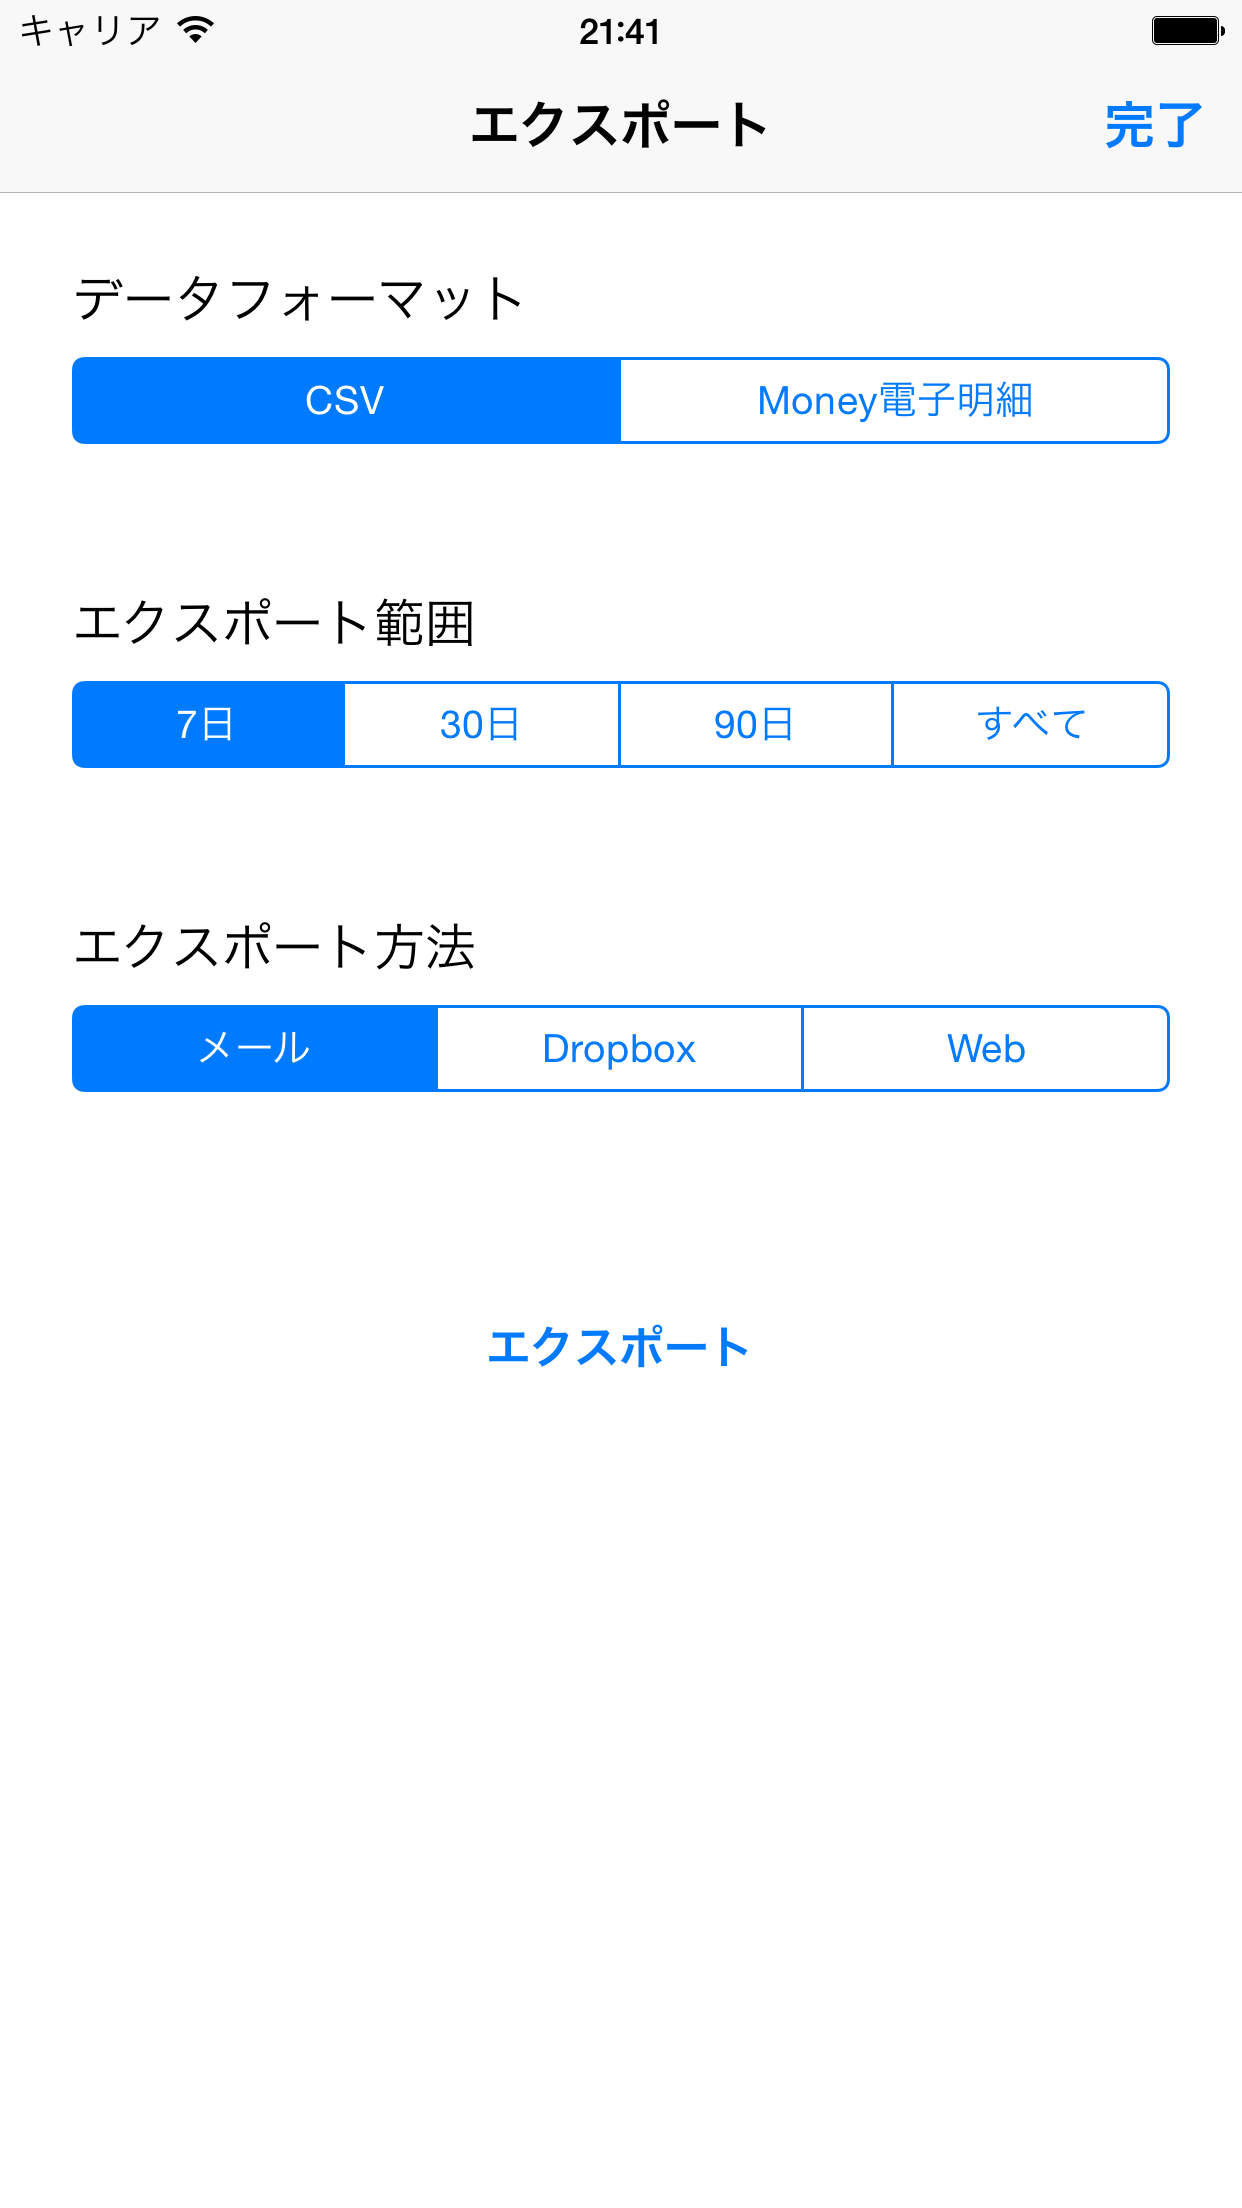 キャリア 21:41
エクスポート 完了
データフォーマット
CSV Money電子明細
エクスポート範囲
7日 30日 90日 すべて
エクスポート方法
メール Dropbox Web
エクスポート